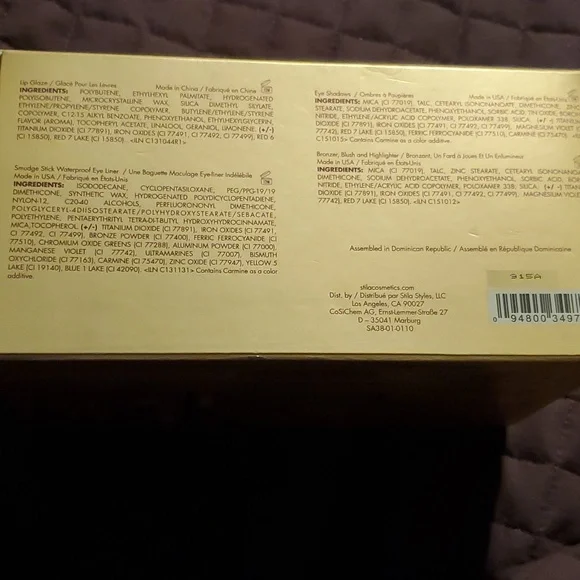 Lip Glaze / Glacé Pour Les Lèvres Made in China / Fabriqué en Chine
INGREDIENTS: POLYBUTENE, ETHYLHEXYL PALMITATE, HYDROGENATED
POLYISOBUTENE, MICROCRYSTALLINE WAX, SILICA DIMETHYL SILYLATE,
ETHYLENE/PROPYLENE/STYRENE COPOLYMER, BUTYLENE/ETHYLENE/STYRENE
COPOLYMER, C12-15 ALKYL BENZOATE, PHENOXYETHANOL, ETHYLHEXYLGLYCERIN,
FLAVOR (AROMA), TOCOPHERYL ACETATE, LINALOOL, GERANIOL, LIMONENE. (+/-)
TITANIUM DIOXIDE (CI 77891), IRON OXIDES (CI 77491, CI 77492, CI 77499), RED 6
(CI 15850), RED 7 LAKE (CI 15850) <ILN C131044R1>
Smudge Stick Waterproof Eye Liner / Une Baguette Maculage Eye-liner Indélébile
Made in USA / Fabriqué en Etats-Unis
INGREDIENTS: ISODODECANE, CYCLOPENTASILOXANE, PEG/PPG-19/19
DIMETHICONE, SYNTHETIC WAX, HYDROGENATED POLYDICYCLOPENTADIENE,
NYLON-12, C20-40 ALCOHOLS, PERFLUORONONYL DIMETHICONE,
POLYGLYCERYL-4-DIISOSTEARATE/POLYHYDROXYSTEARATE/SEBACATE,
POLYETHYLENE, PENTAERYTHRITYL TETRA-DI-T-BUTYL HYDROXYHYDROCINNAMATE,
MICA, TOCOPHEROL. (+/-) TITANIUM DIOXIDE (CI 77891), IRON OXIDES (CI 77491,
CI 77492, CI 77499), BRONZE POWDER (CI 77400), FERRIC FERROCYANIDE (CI
77510), CHROMIUM OXIDE GREENS (CI 77288), ALUMINUM POWDER (CI 77000),
MANGANESE VIOLET (CI 77742), ULTRAMARINES (CI 77007), BISMUTH
OXYCHLORIDE (CI 77163), CARMINE (CI 75470), ZINC OXIDE (CI 77947), YELLOW 5
LAKE (CI 19140), BLUE 1 LAKE (CI 42090). <ILN C131131> Contains Carmine as a color
additive.
Eye Shadows / Ombres à Paupières Made in USA / Fabriqué en Etats-Unis
INGREDIENTS: MICA (CI 77019), TALC, CETEARYL ISONONANOATE, DIMETHICONE,
STEARATE, SODIUM DEHYDROACETATE, PHENOXYETHANOL, SORBIC ACID, TIN OXIDE, BORON
NITRIDE, ETHYLENE/ACRYLIC ACID COPOLYMER, POLOXAMER 338, SILICA. (+/-)
DIOXIDE (CI 77891), IRON OXIDES (CI 77491, CI 77492, CI 77499), MAGNESIUM VIOLET
77742), RED 7 LAKE (CI 15850), FERRIC FERROCYANIDE (CI 77510), CARMINE (CI 75470).
C151015> Contains Carmine as a color additive.
Bronzer, Blush and Highlighter / Bronzant, Un Fard à Joues Et Un Enlumineur
Made in USA / Fabriqué en Etats-Unis
INGREDIENTS: MICA (CI 77019), TALC, ZINC STEARATE, CETEARYL ISONONANOATE,
DIMETHICONE, SODIUM DEHYDROACETATE, PHENOXYETHANOL, SORBIC ACID,
NITRIDE, ETHYLENE/ACRYLIC ACID COPOLYMER, POLOXAMER 338, SILICA. (+/-)
DIOXIDE (CI 77891), IRON OXIDES (CI 77491, CI 77492, CI 77499), MAGNESIUM VIOLET
77742), RED 7 LAKE (CI 15850). <ILN C151012>
Assembled in Dominican Republic / Assemblé en République Dominicaine
stilacosmetics.com
Dist. by / Distribué par Stila Styles, LLC
Los Angeles, CA 90027
CoSiChem AG, Ernst-Lemmer-Straße 27
D – 35041 Marburg
SA38-01-0110
315A
0 94800 3497